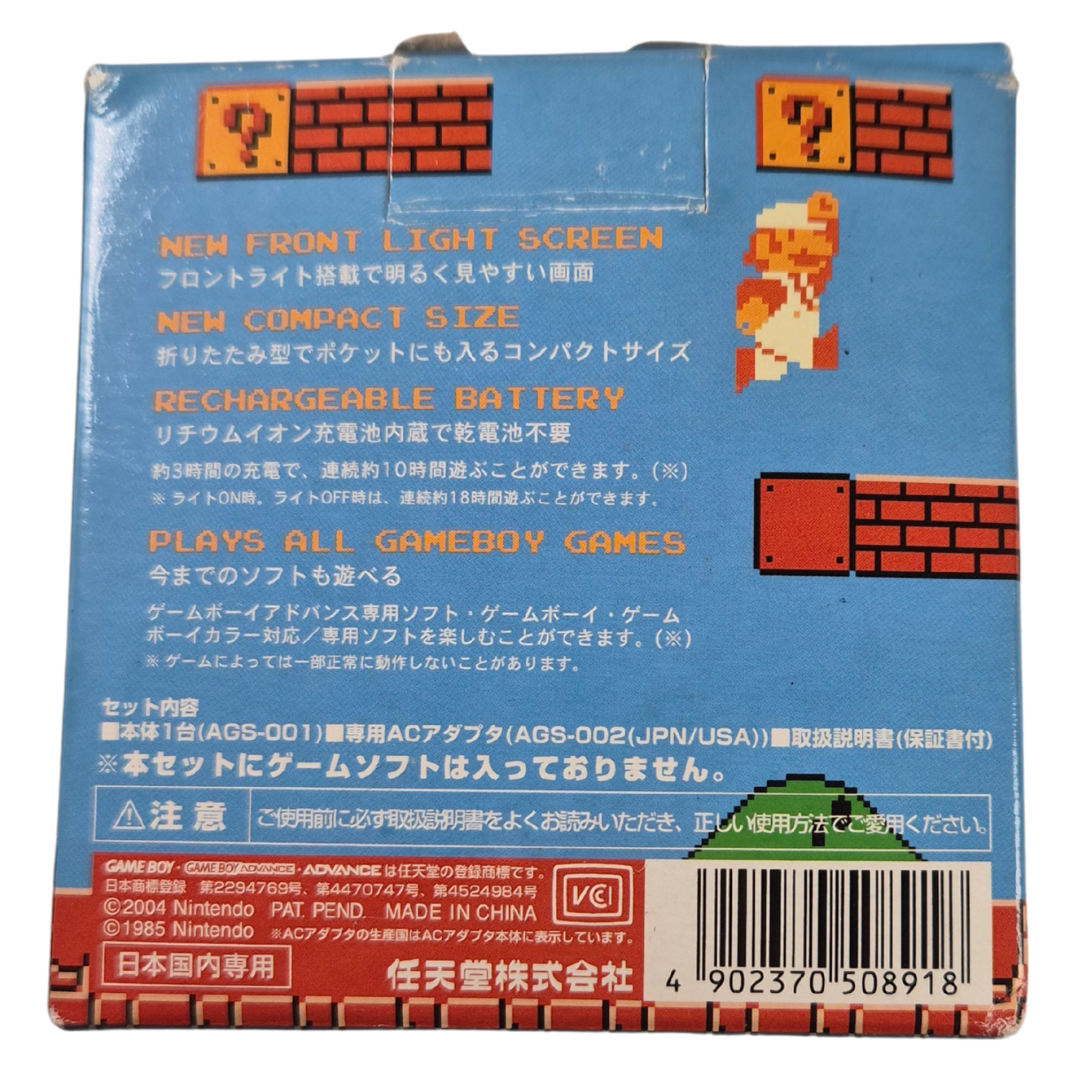 ? ?
NEW FRONT LIGHT SCREEN
フロントライト搭載で明るく見やすい画面
NEW COMPACT SIZE
折りたたみ型でポケットにも入るコンパクトサイズ
RECHARGEABLE BATTERY
リチウムイオン充電池内蔵で乾電池不要
約3時間の充電で、連続約10時間遊ぶことができます。(※)
※ ライトON時。ライトOFF時は、連続約18時間遊ぶことができます。
PLAYS ALL GAMEBOY GAMES
今までのソフトも遊べる
ゲームボーイアドバンス専用ソフト・ゲームボーイ・ゲーム
ボーイカラー対応／専用ソフトを楽しむことができます。(※)
※ ゲームによっては一部正常に動作しないことがあります。
セット内容
■本体1台(AGS-001)■専用ACアダプタ(AGS-002(JPN/USA))■取扱説明書(保証書付)
※本セットにゲームソフトは入っておりません。
⚠注意 ご使用前に必ず取扱説明書をよくお読みいただき、正しい使用方法でご愛用ください。
GAME BOY・GAME BOY ADVANCE・ADVANCE は任天堂の登録商標です。
日本商標登録 第2294769号、第4470747号、第4524984号
©2004 Nintendo PAT. PEND. MADE IN CHINA
©1985 Nintendo ※ACアダプタの生産国はACアダプタ本体に表示しています。
VCCI
日本国内専用 任天堂株式会社
4 902370 508918